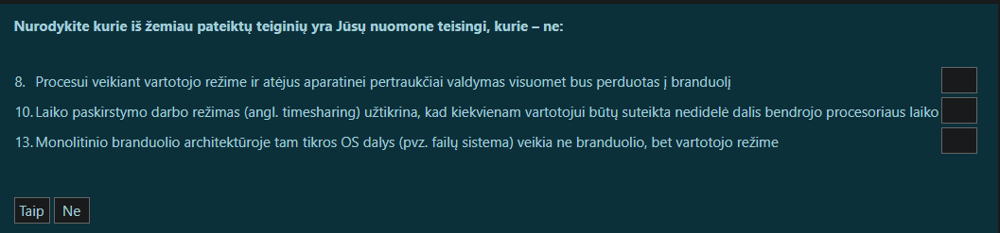 Nurodykite kurie iš žemiau pateiktų teiginių yra Jūsų nuomone teisingi, kurie – ne:
8. Procesui veikiant vartotojo režime ir atėjus aparatinei pertraukčiai valdymas visuomet bus perduotas į branduolį
10. Laiko paskirstymo darbo režimas (angl. timesharing) užtikrina, kad kiekvienam vartotojui būtų suteikta nedidelė dalis bendrojo procesoriaus laiko
13. Monolitinio branduolio architektūroje tam tikros OS dalys (pvz. failų sistema) veikia ne branduolio, bet vartotojo režime
Taip Ne